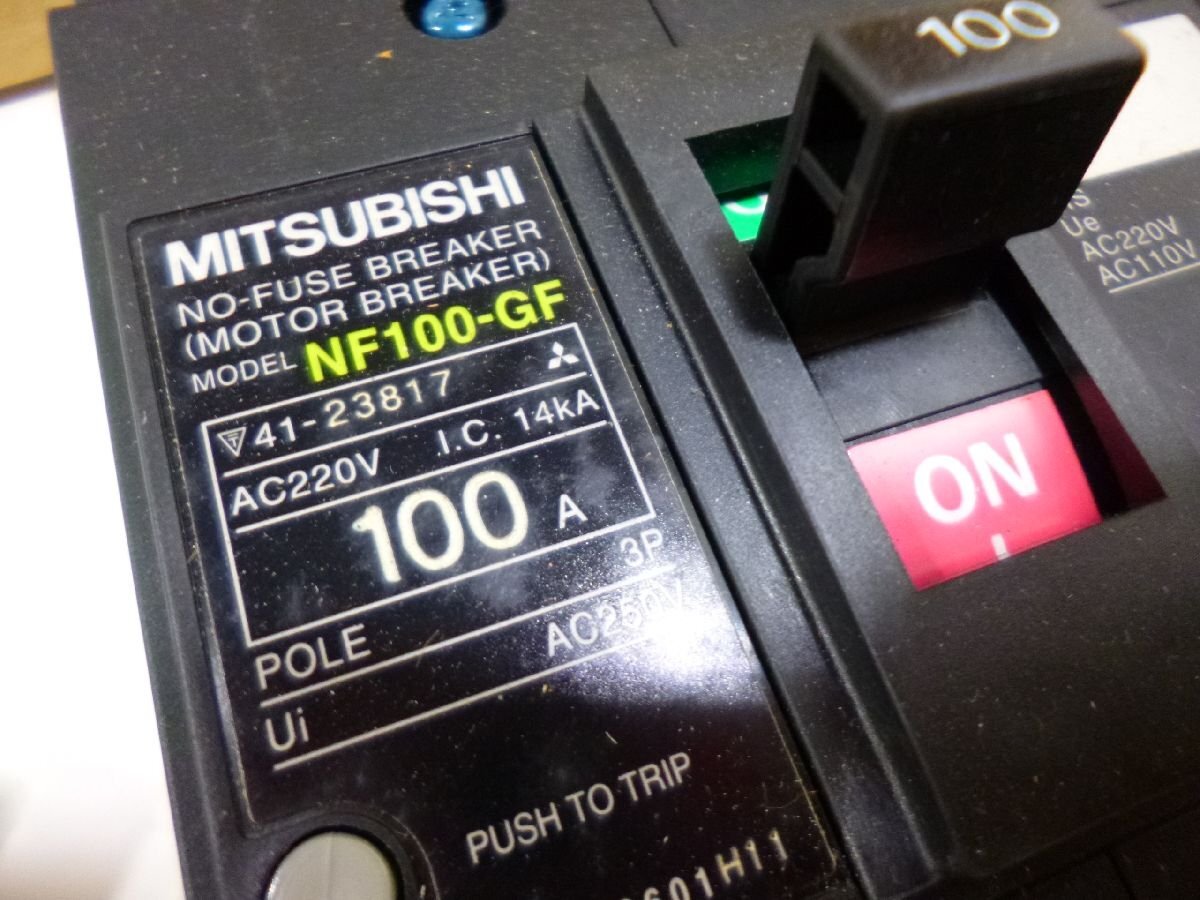 100
MITSUBISHI
NO-FUSE BREAKER
(MOTOR BREAKER)
MODEL NF100-GF
41-23817
AC220V I.C. 14kA
100 A
POLE 3P
Ui AC250V
PUSH TO TRIP
601H11
ON
Ue
AC220V
AC110V